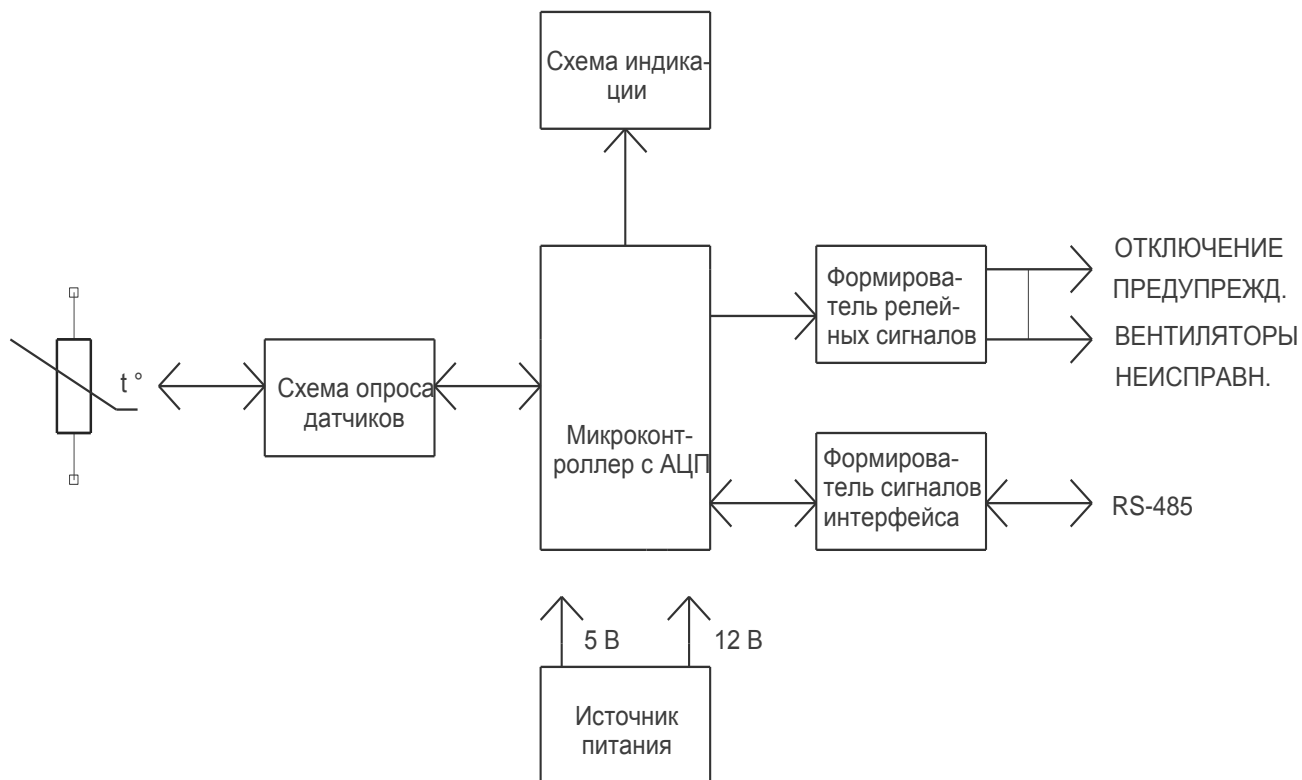 Схема индика-
ции
ОТКЛЮЧЕНИЕ
ПРЕДУПРЕЖД.
ВЕНТИЛЯТОРЫ
НЕИСПРАВН.
Формирова-
тель релей-
ных сигналов
t °
Схема опроса
датчиков
Микроконт-
роллер с АЦП
Формирова-
тель сигналов
интерфейса
RS-485
5 В
12 В
Источник
питания